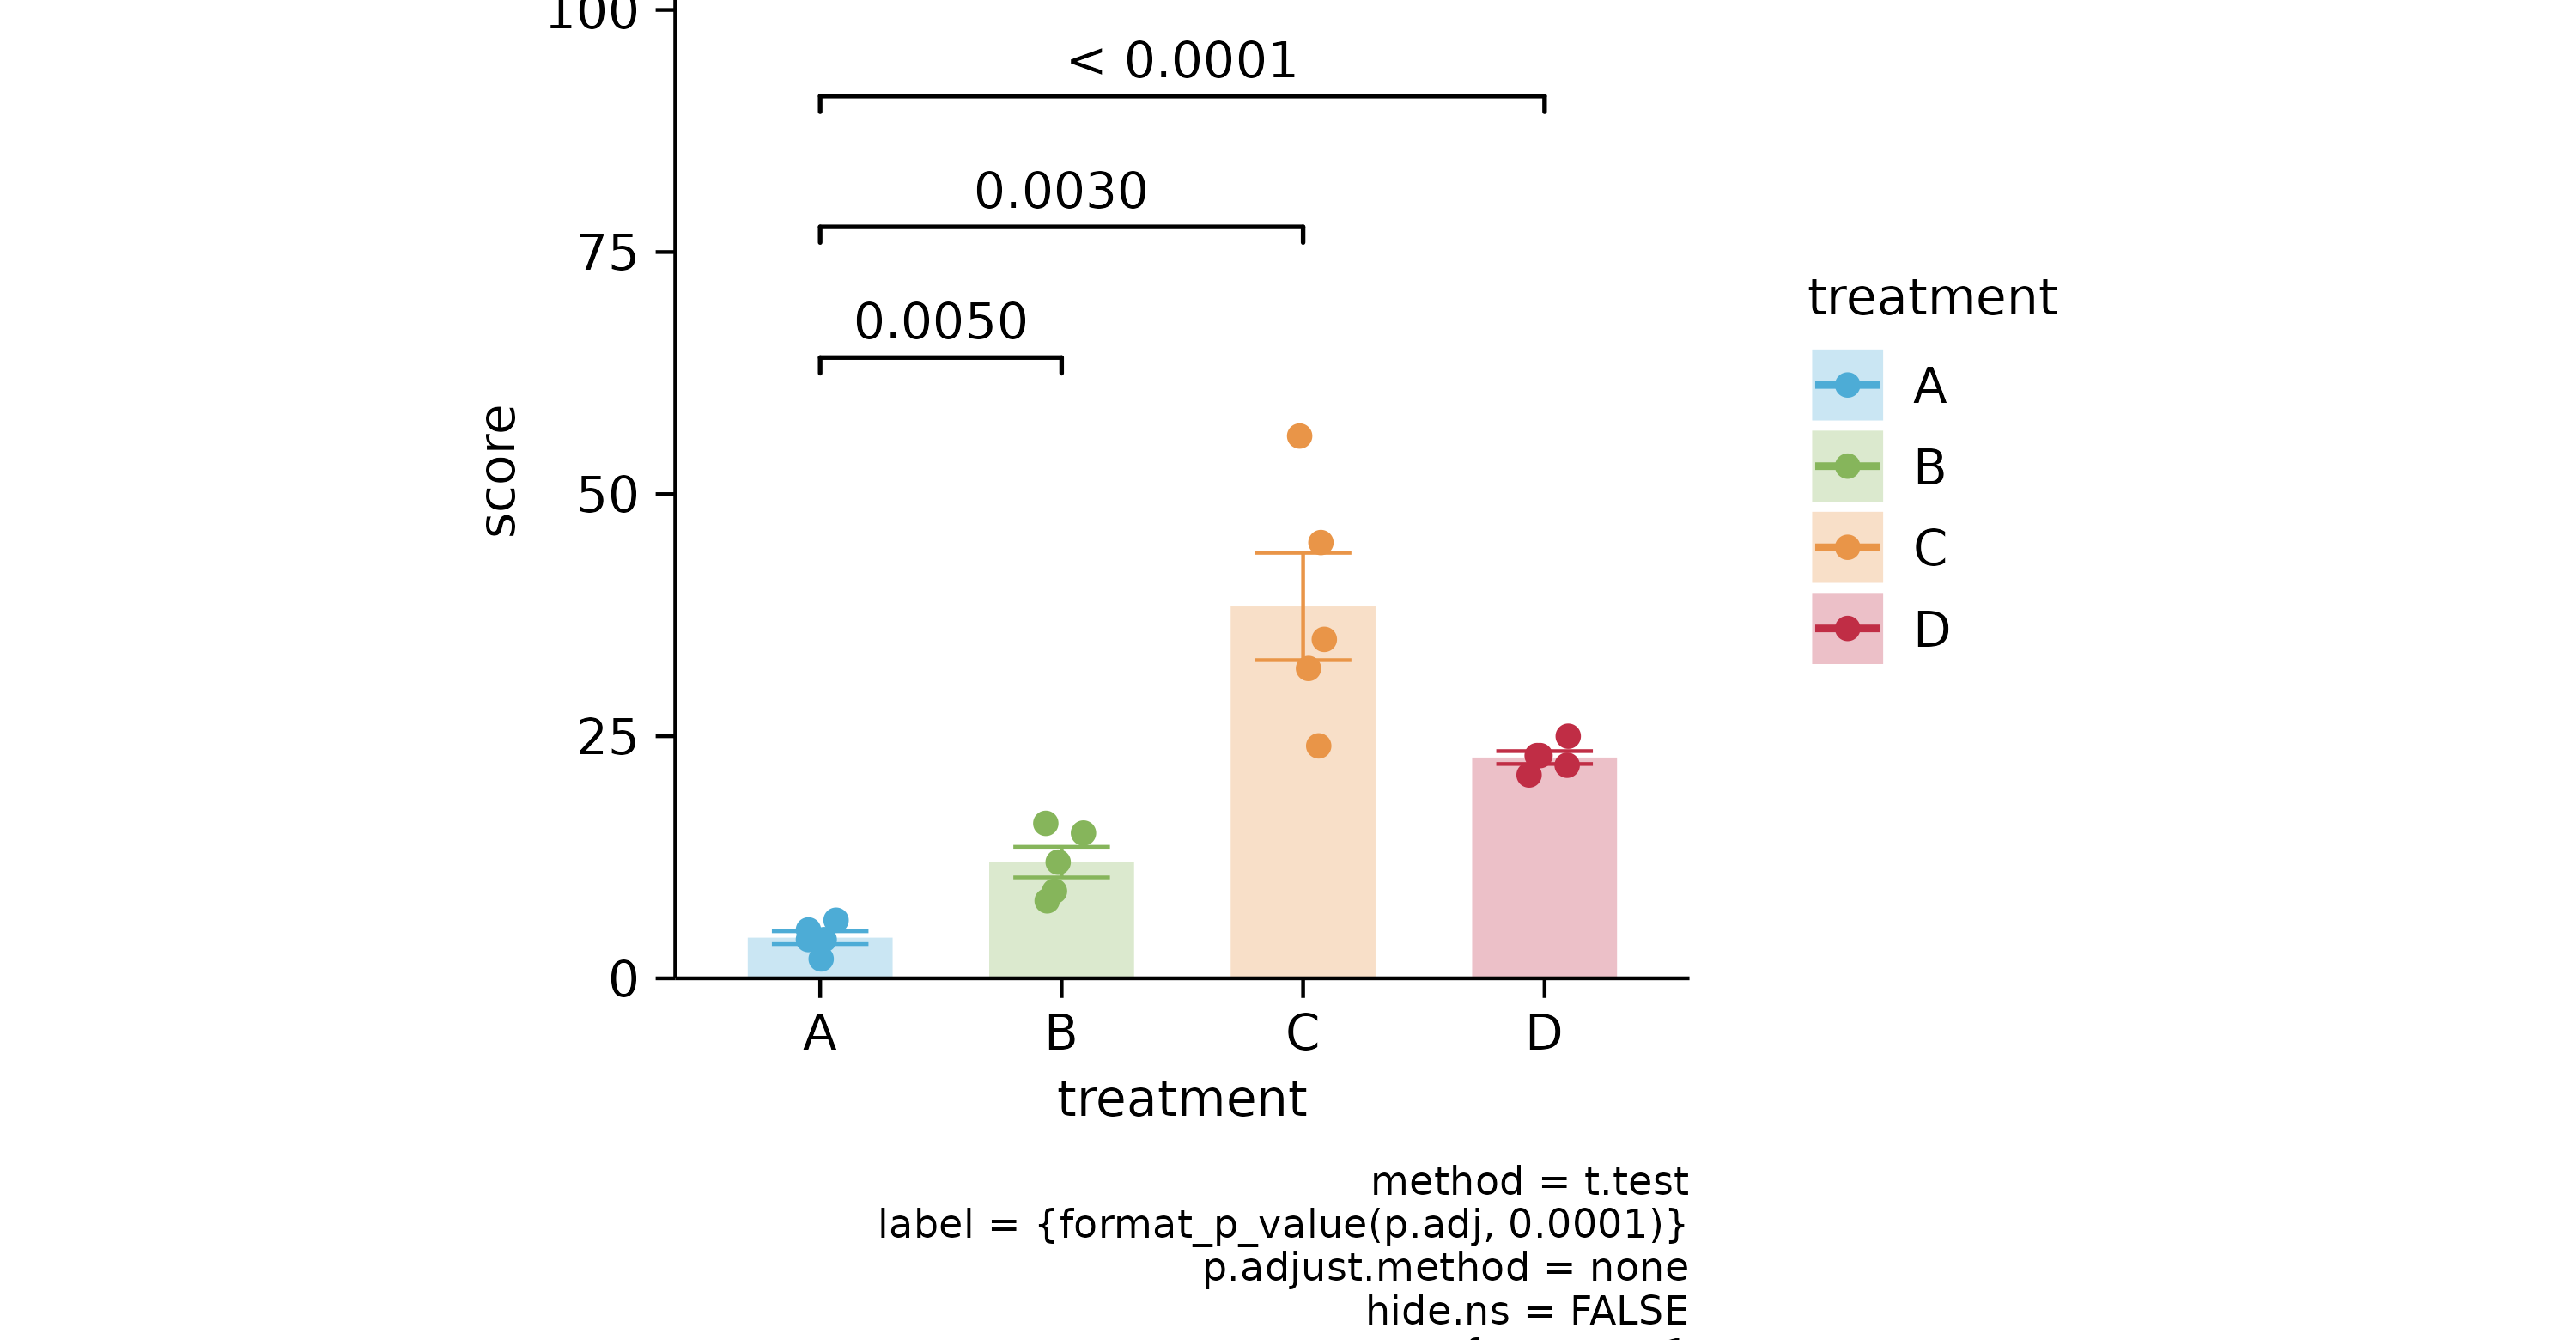 100
< 0.0001
0.0030
75
0.0050
50
25
0
score
A B C D
treatment
treatment
A
B
C
D
method = t.test
label = {format_p_value(p.adj, 0.0001)}
p.adjust.method = none
hide.ns = FALSE